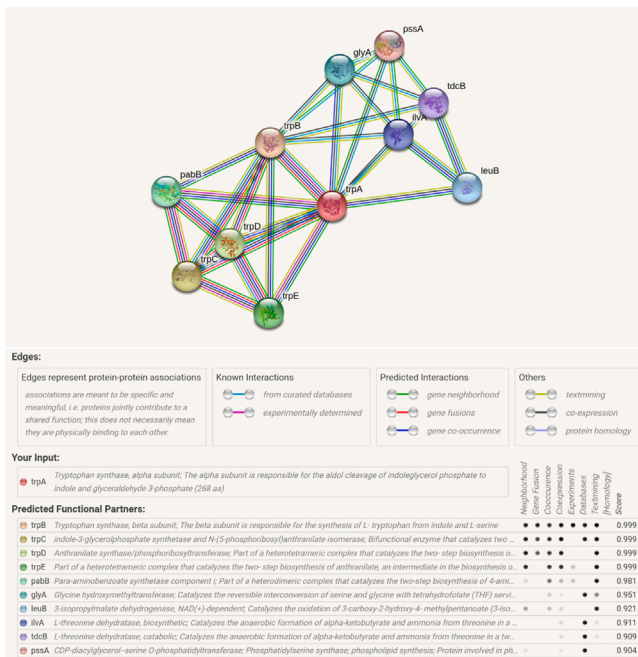 pssA
glyA
tdcB
ilvA
trpB
leuB
pabB
trpA
trpD
trpC
trpE
Edges:
Edges represent protein-protein associations
associations are meant to be specific and
meaningful, i.e. proteins jointly contribute to a
shared function; this does not necessarily mean
they are physically binding to each other.
Known Interactions
from curated databases
experimentally determined
Predicted Interactions
gene neighborhood
gene fusions
gene co-occurrence
Others
textmining
co-expression
protein homology
Your Input:
trpA Tryptophan synthase, alpha subunit; The alpha subunit is responsible for the aldol cleavage of indoleglycerol phosphate to
indole and glyceraldehyde 3-phosphate (268 aa)
Neighborhood
Gene Fusion
Cooccurence
Coexpression
Experiments
Databases
Textmining
[Homology]
Score
Predicted Functional Partners:
trpB Tryptophan synthase, beta subunit; The beta subunit is responsible for the synthesis of L- tryptophan from indole and L-serine 0.999
trpC indole-3-glycerolphosphate synthetase and N-(5-phosphoribosyl)anthranilate isomerase; Bifunctional enzyme that catalyzes two ... 0.999
trpD Anthranilate synthase/phosphoribosyltransferase; Part of a heterotetrameric complex that catalyzes the two- step biosynthesis o... 0.999
trpE Part of a heterotetrameric complex that catalyzes the two- step biosynthesis of anthranilate, an intermediate in the biosynthesis o... 0.999
pabB Para-aminobenzoate synthetase component i; Part of a heterodimeric complex that catalyzes the two-step biosynthesis of 4-ami... 0.981
glyA Glycine hydroxymethyltransferase; Catalyzes the reversible interconversion of serine and glycine with tetrahydrofolate (THF) servi... 0.951
leuB 3-isopropylmalate dehydrogenase, NAD(+)-dependent; Catalyzes the oxidation of 3-carboxy-2-hydroxy-4- methylpentanoate (3-iso... 0.921
ilvA L-threonine dehydratase, biosynthetic; Catalyzes the anaerobic formation of alpha-ketobutyrate and ammonia from threonine in a ... 0.911
tdcB L-threonine dehydratase, catabolic; Catalyzes the anaerobic formation of alpha-ketobutyrate and ammonia from threonine in a tw... 0.909
pssA CDP-diacylglycerol--serine O-phosphatidyltransferase; Phosphatidylserine synthase; phospholipid synthesis; Protein involved in ph... 0.904